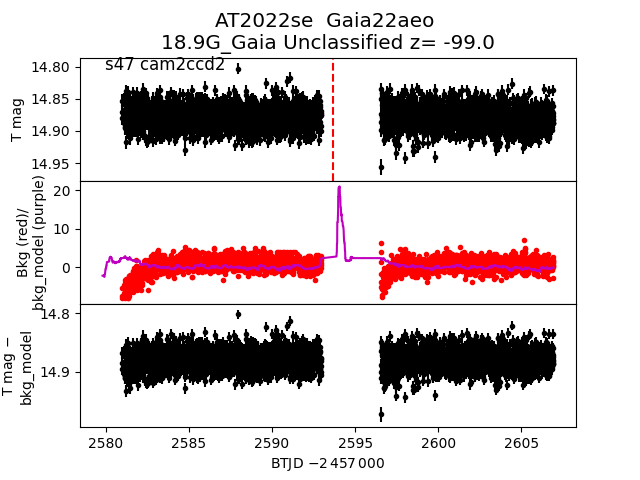 AT2022se  Gaia22aeo
18.9G_Gaia Unclassified z= -99.0
s47 cam2ccd2
14.80
14.85
14.90
14.95
T mag
20
10
0
Bkg (red)/
bkg_model (purple)
14.8
14.9
T mag −
bkg_model
2580
2585
2590
2595
2600
2605
BTJD −2 457 000